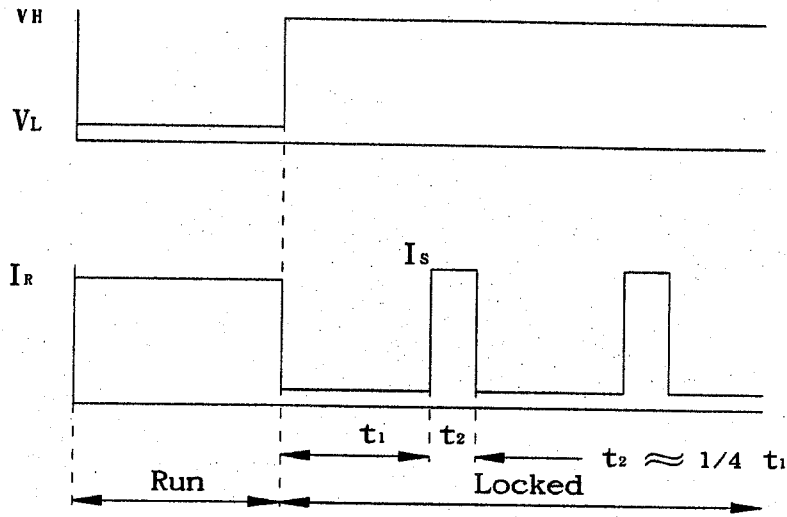 VH
VL
IR
IS
t1 t2 t2 ≈ 1/4 t1
Run Locked